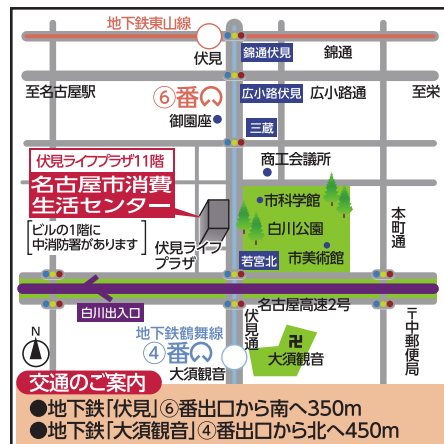 地下鉄東山線
伏見
錦通伏見
錦通
至名古屋駅
⑥番
広小路伏見
広小路通
至栄
御園座
三蔵
商工会議所
伏見ライフプラザ11階
名古屋市消費
生活センター
ビルの1階に
中消防署があります
伏見ライフ
プラザ
市科学館
白川公園
市美術館
本町通
若宮北
名古屋高速2号
白川出入口
伏見通
地下鉄鶴舞線
④番
大須観音
卍
大須観音
〒中郵便局
N
交通のご案内
●地下鉄「伏見」⑥番出口から南へ350m
●地下鉄「大須観音」④番出口から北へ450m